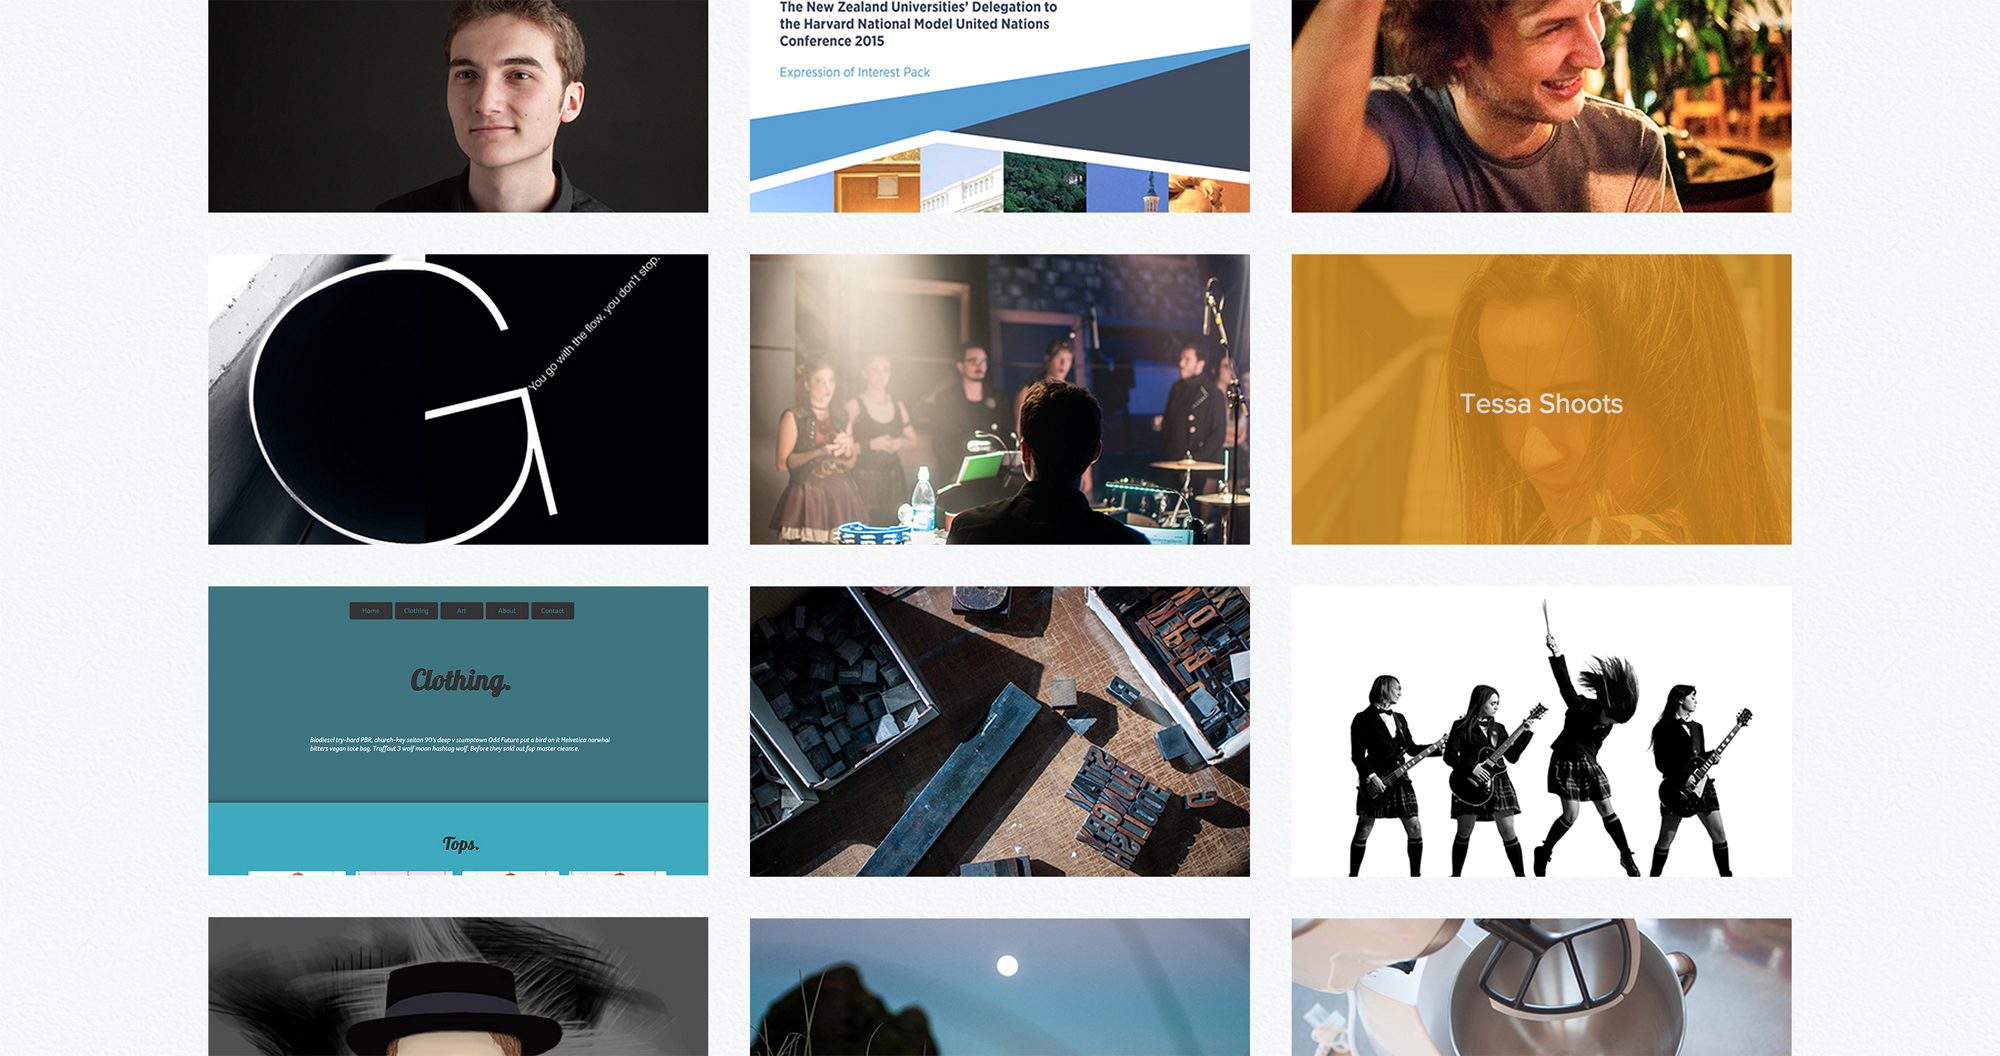 The New Zealand Universities' Delegation to
the Harvard National Model United Nations
Conference 2015
Expression of Interest Pack
G
You go with the flow, you don't stop.
Tessa Shoots
Home Clothing Art About Contact
Clothing.
Biodiesel try-hard PBR, church-key seitan 90's deep v stumptown Odd Future put a bird on it Helvetica narwhal
bitters vegan tote bag. Truffaut 3 wolf moon hashtag wolf. Before they sold out fap master cleanse.
Tops.